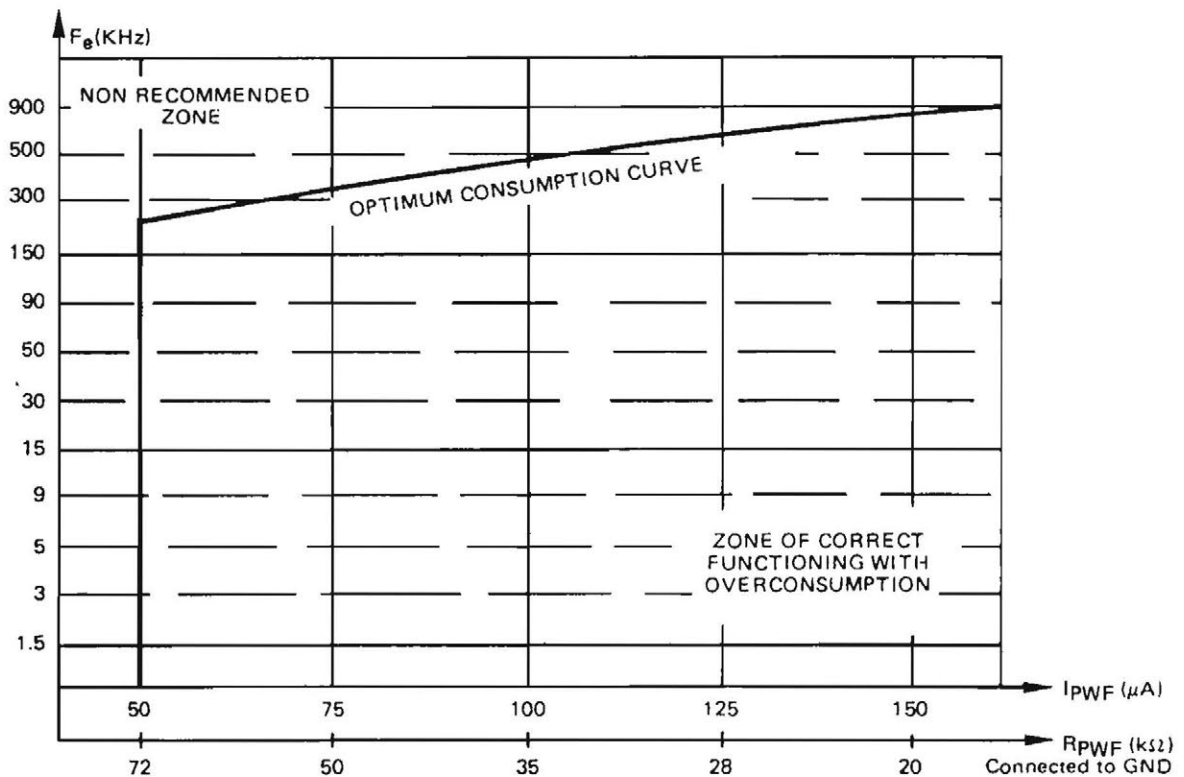 Fe(KHz)
NON RECOMMENDED
ZONE
900
500
300
150
90
50
30
15
9
5
3
1.5
OPTIMUM CONSUMPTION CURVE
ZONE OF CORRECT
FUNCTIONING WITH
OVERCONSUMPTION
50 75 100 125 150 IPWF (μA)
72 50 35 28 20 RPWF (kΩ)
Connected to GND